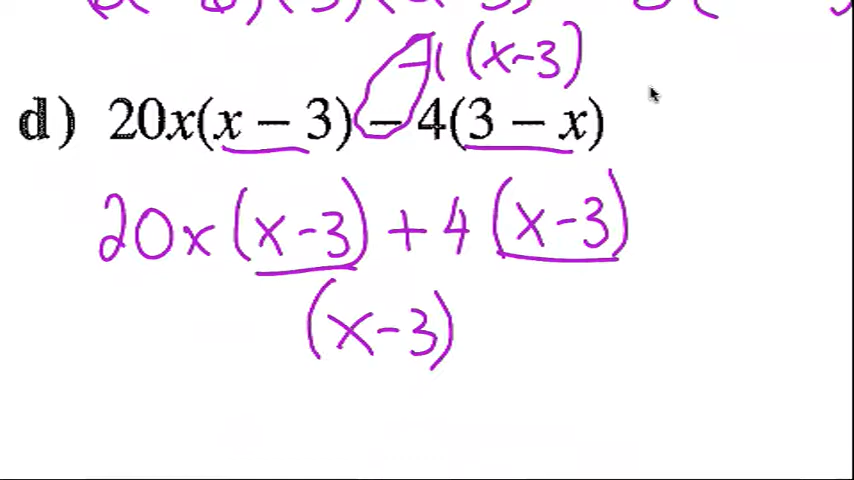 -1 (x-3)
d) 20x(x − 3) − 4(3 − x)
20x (x-3) + 4 (x-3)
(x-3)